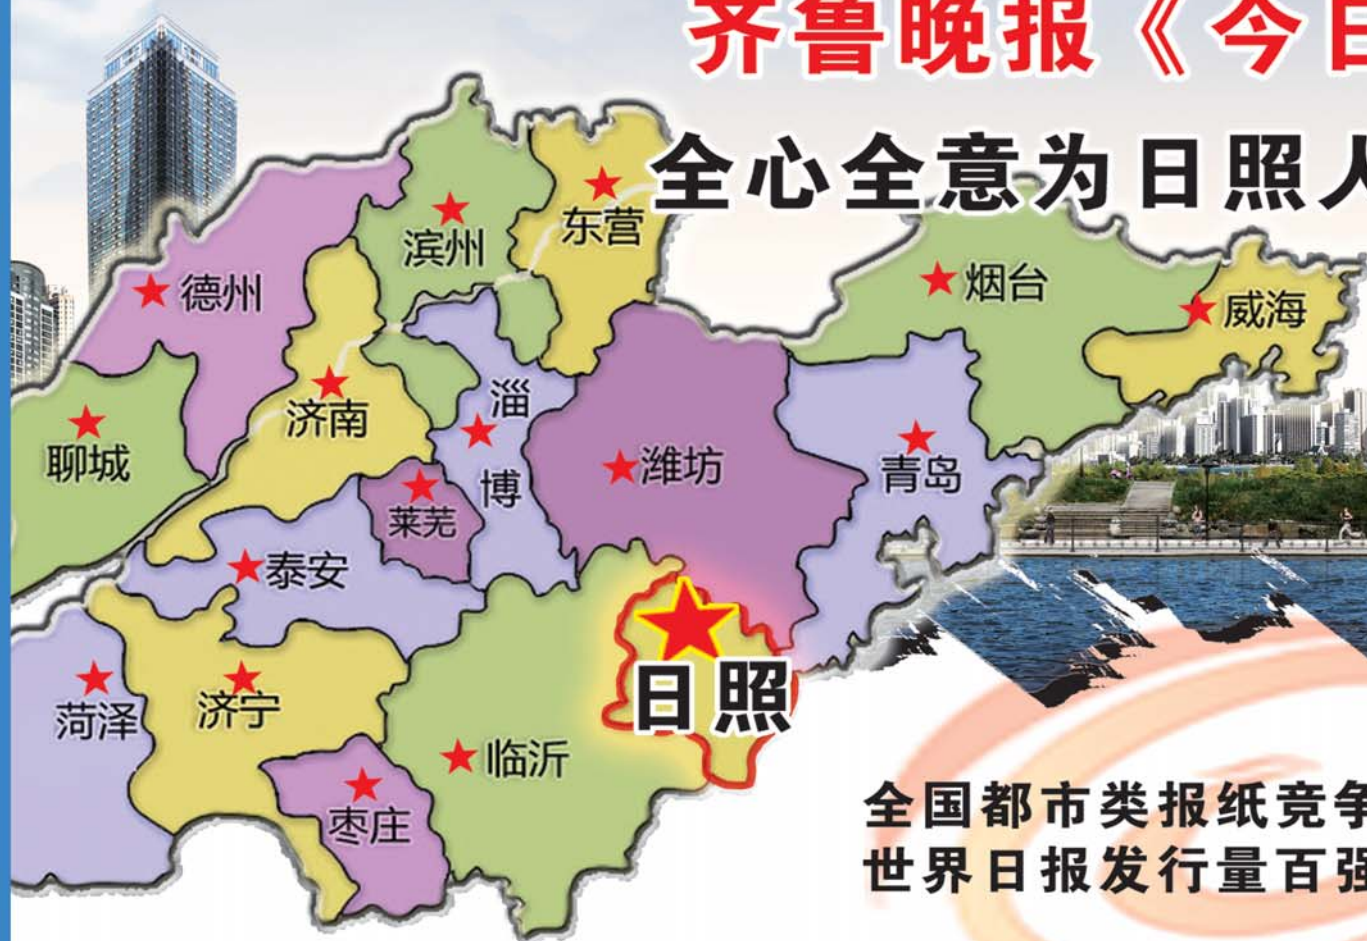 齐鲁晚报《今日
全心全意为日照人
东营
滨州
德州
烟台
威海
济南
淄
博
聊城
潍坊
青岛
莱芜
泰安
日照
菏泽
济宁
临沂
枣庄
全国都市类报纸竞争
世界日报发行量百强